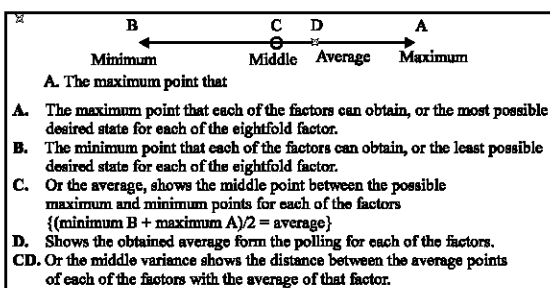 B C D A
Minimum Middle Average Maximum
A. The maximum point that
A. The maximum point that each of the factors can obtain, or the most possible
desired state for each of the eightfold factor.
B. The minimum point that each of the factors can obtain, or the least possible
desired state for each of the eightfold factor.
C. Or the average, shows the middle point between the possible
maximum and minimum points for each of the factors
{(minimum B + maximum A)/2 = average}
D. Shows the obtained average form the polling for each of the factors.
CD. Or the middle variance shows the distance between the average points
of each of the factors with the average of that factor.